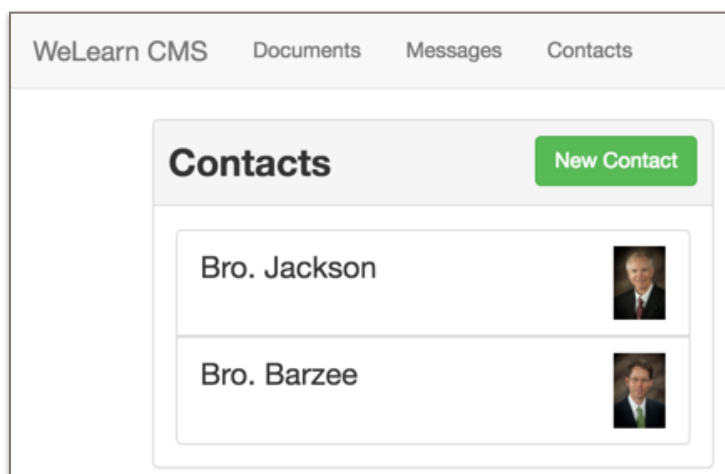 WeLearn CMS Documents Messages Contacts
Contacts New Contact
Bro. Jackson
Bro. Barzee